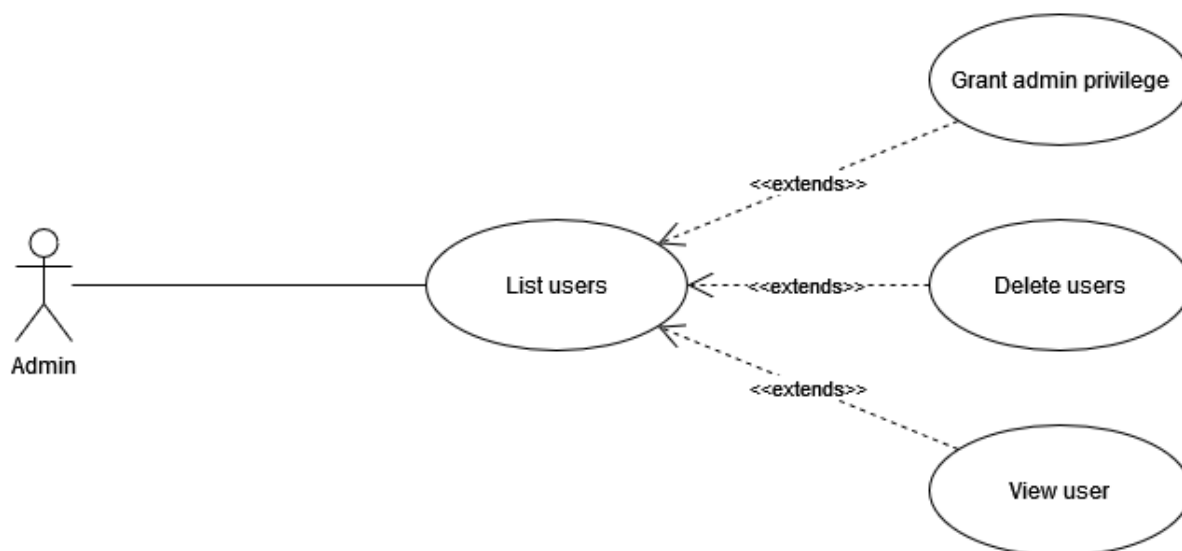 Grant admin privilege
<<extends>>
List users
<<extends>>
Delete users
Admin
<<extends>>
View user